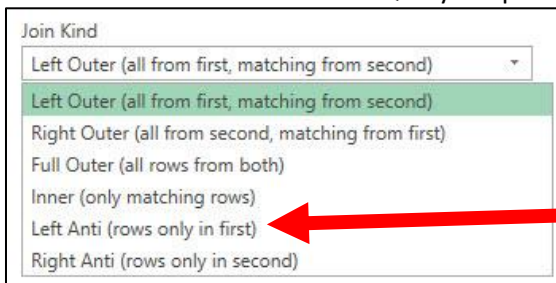 Join Kind
Left Outer (all from first, matching from second)
Left Outer (all from first, matching from second)
Right Outer (all from second, matching from first)
Full Outer (all rows from both)
Inner (only matching rows)
Left Anti (rows only in first)
Right Anti (rows only in second)